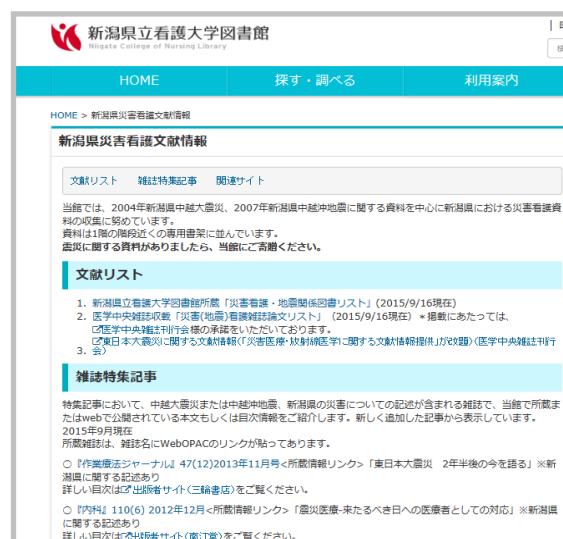 新潟県立看護大学図書館
Niigata College of Nursing Library
HOME
探す・調べる
利用案内
HOME > 新潟県災害看護文献情報
新潟県災害看護文献情報
文献リスト 雑誌特集記事 関連サイト
当館では、2004年新潟県中越大震災、2007年新潟県中越沖地震に関する資料を中心に新潟県における災害看護資
料の収集に努めています。
資料は1階の階段近くの専用書架に並んでいます。
震災に関する資料がありましたら、当館にご寄贈ください。
文献リスト
1. 新潟県立看護大学図書館所蔵「災害看護・地震関係図書リスト」(2015/9/16現在)
2. 医学中央雑誌収載「災害(地震)看護雑誌論文リスト」（2015/9/16現在）＊掲載にあたっては、
医学中央雑誌刊行会様の承諾をいただいております。
東日本大震災に関する文献情報(「災害医療・放射線医学に関する文献情報提供」が改題)(医学中央雑誌刊行
3. 会)
雑誌特集記事
特集記事において、中越大震災または中越沖地震、新潟県の災害についての記述が含まれる雑誌で、当館で所蔵ま
たはwebで公開されている本文もしくは目次情報をご紹介します。新しく追加した記事から表示しています。
2015年9月現在
所蔵雑誌は、雑誌名にWebOPACのリンクが貼ってあります。
○『作業療法ジャーナル』47(12)2013年11月号<所蔵情報リンク>「東日本大震災 2年半後の今を語る」※新
潟県に関する記述あり
詳しい目次は出版者サイト(三輪書店)をご覧ください。
○『内科』110(6) 2012年12月<所蔵情報リンク>「震災医療-来たるべき日への医療者としての対応」※新潟県
に関する記述あり
詳しい目次は出版者サイト(南江堂)をご覧ください。